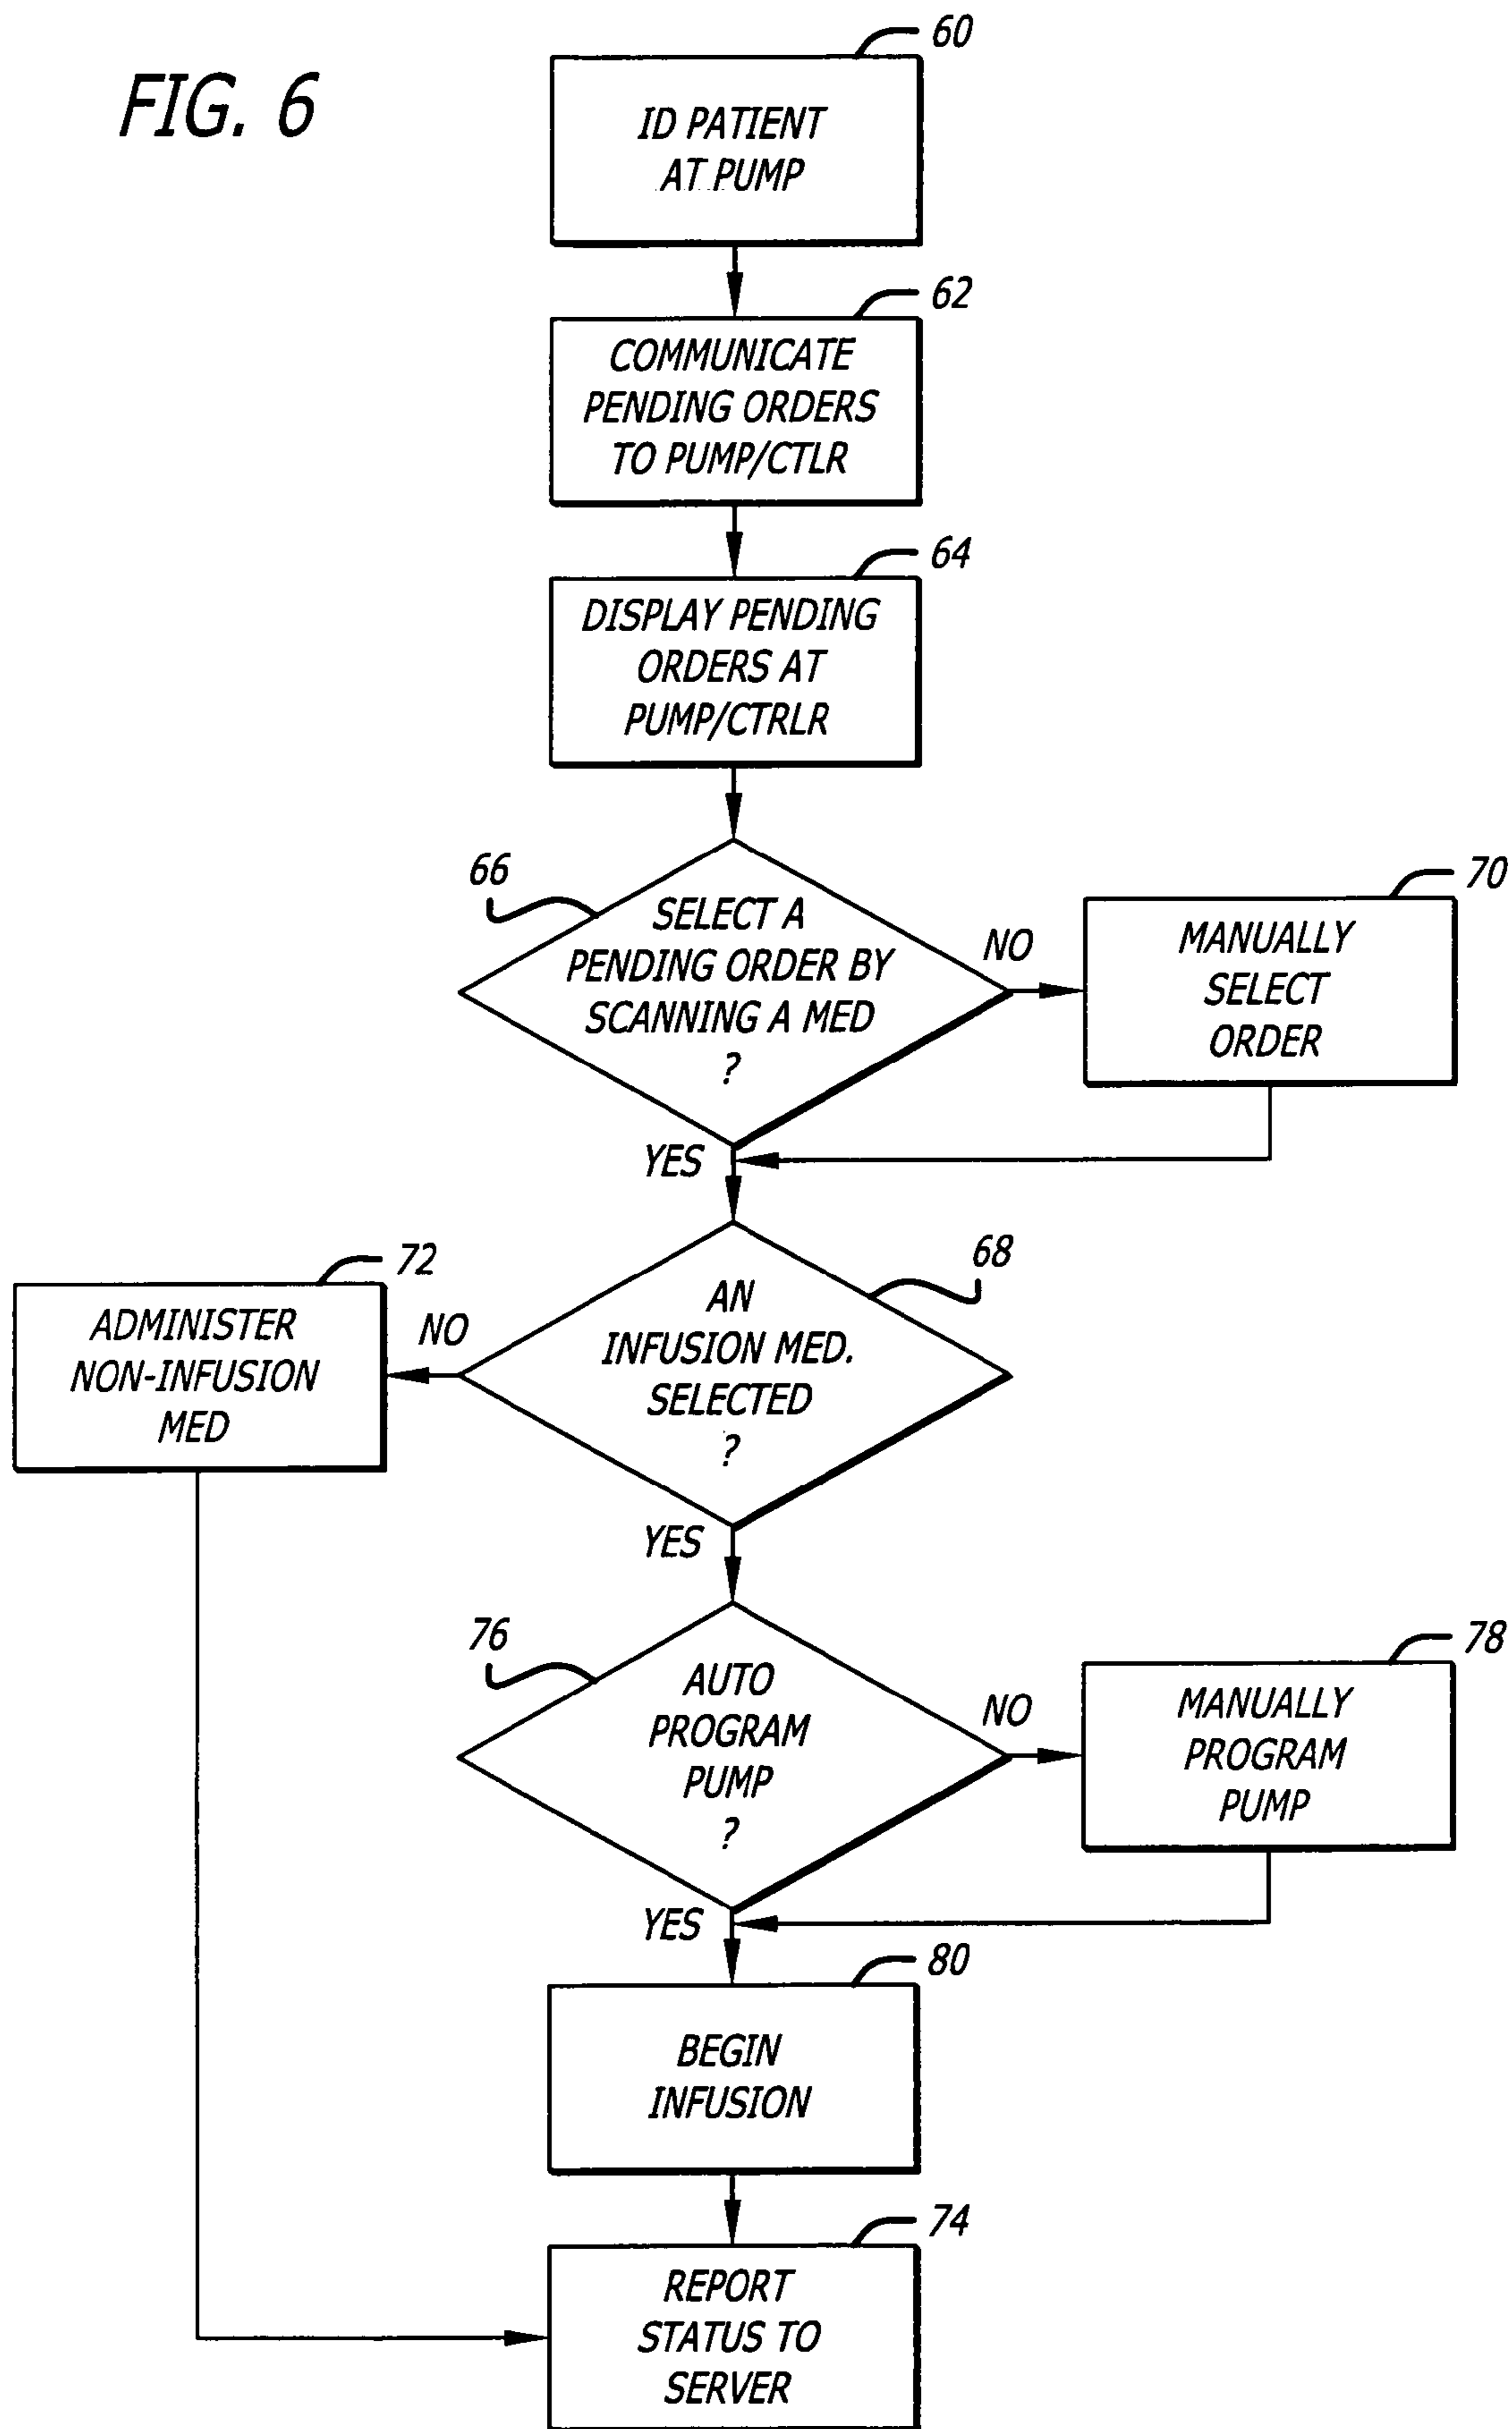 FIG. 6
60
ID PATIENT
AT PUMP
62
COMMUNICATE
PENDING ORDERS
TO PUMP/CTLR
64
DISPLAY PENDING
ORDERS AT
PUMP/CTRLR
66
SELECT A
PENDING ORDER BY
SCANNING A MED
?
NO
70
MANUALLY
SELECT
ORDER
YES
72
ADMINISTER
NON-INFUSION
MED
NO
68
AN
INFUSION MED.
SELECTED
?
YES
76
AUTO
PROGRAM
PUMP
?
NO
78
MANUALLY
PROGRAM
PUMP
YES
80
BEGIN
INFUSION
74
REPORT
STATUS TO
SERVER